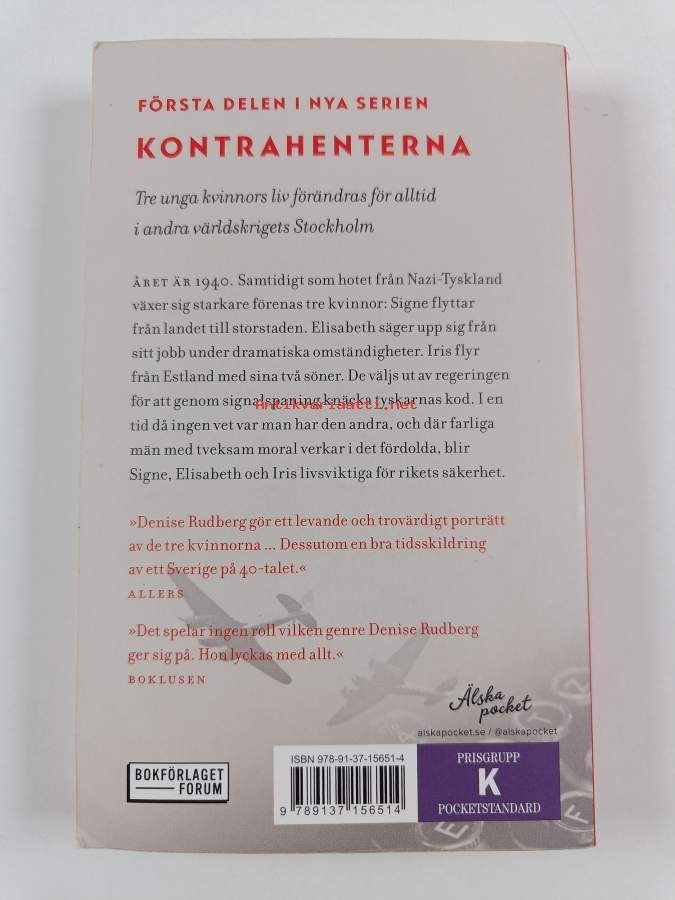 FÖRSTA DELEN I NYA SERIEN
KONTRAHENTERNA
Tre unga kvinnors liv förändras för alltid
i andra världskrigets Stockholm
ÅRET ÄR 1940. Samtidigt som hotet från Nazi-Tyskland
växer sig starkare förenas tre kvinnor: Signe flyttar
från landet till storstaden. Elisabeth säger upp sig från
sitt jobb under dramatiska omständigheter. Iris flyr
från Estland med sina två söner. De väljs ut av regeringen
för att genom signalspaning knäcka tyskarnas kod. I en
Antikvariaatti.net
tid då ingen vet var man har den andra, och där farliga
män med tveksam moral verkar i det fördolda, blir
Signe, Elisabeth och Iris livsviktiga för rikets säkerhet.
»Denise Rudberg gör ett levande och trovärdigt porträtt
av de tre kvinnorna ... Dessutom en bra tidsskildring
av ett Sverige på 40-talet.«
ALLERS
»Det spelar ingen roll vilken genre Denise Rudberg
ger sig på. Hon lyckas med allt.«
BOKLUSEN
Älska
pocket
alskapocket.se / @alskapocket
ISBN 978-91-37-15651-4
9 789137 156514
BOKFÖRLAGET
FORUM
PRISGRUPP
K
POCKETSTANDARD